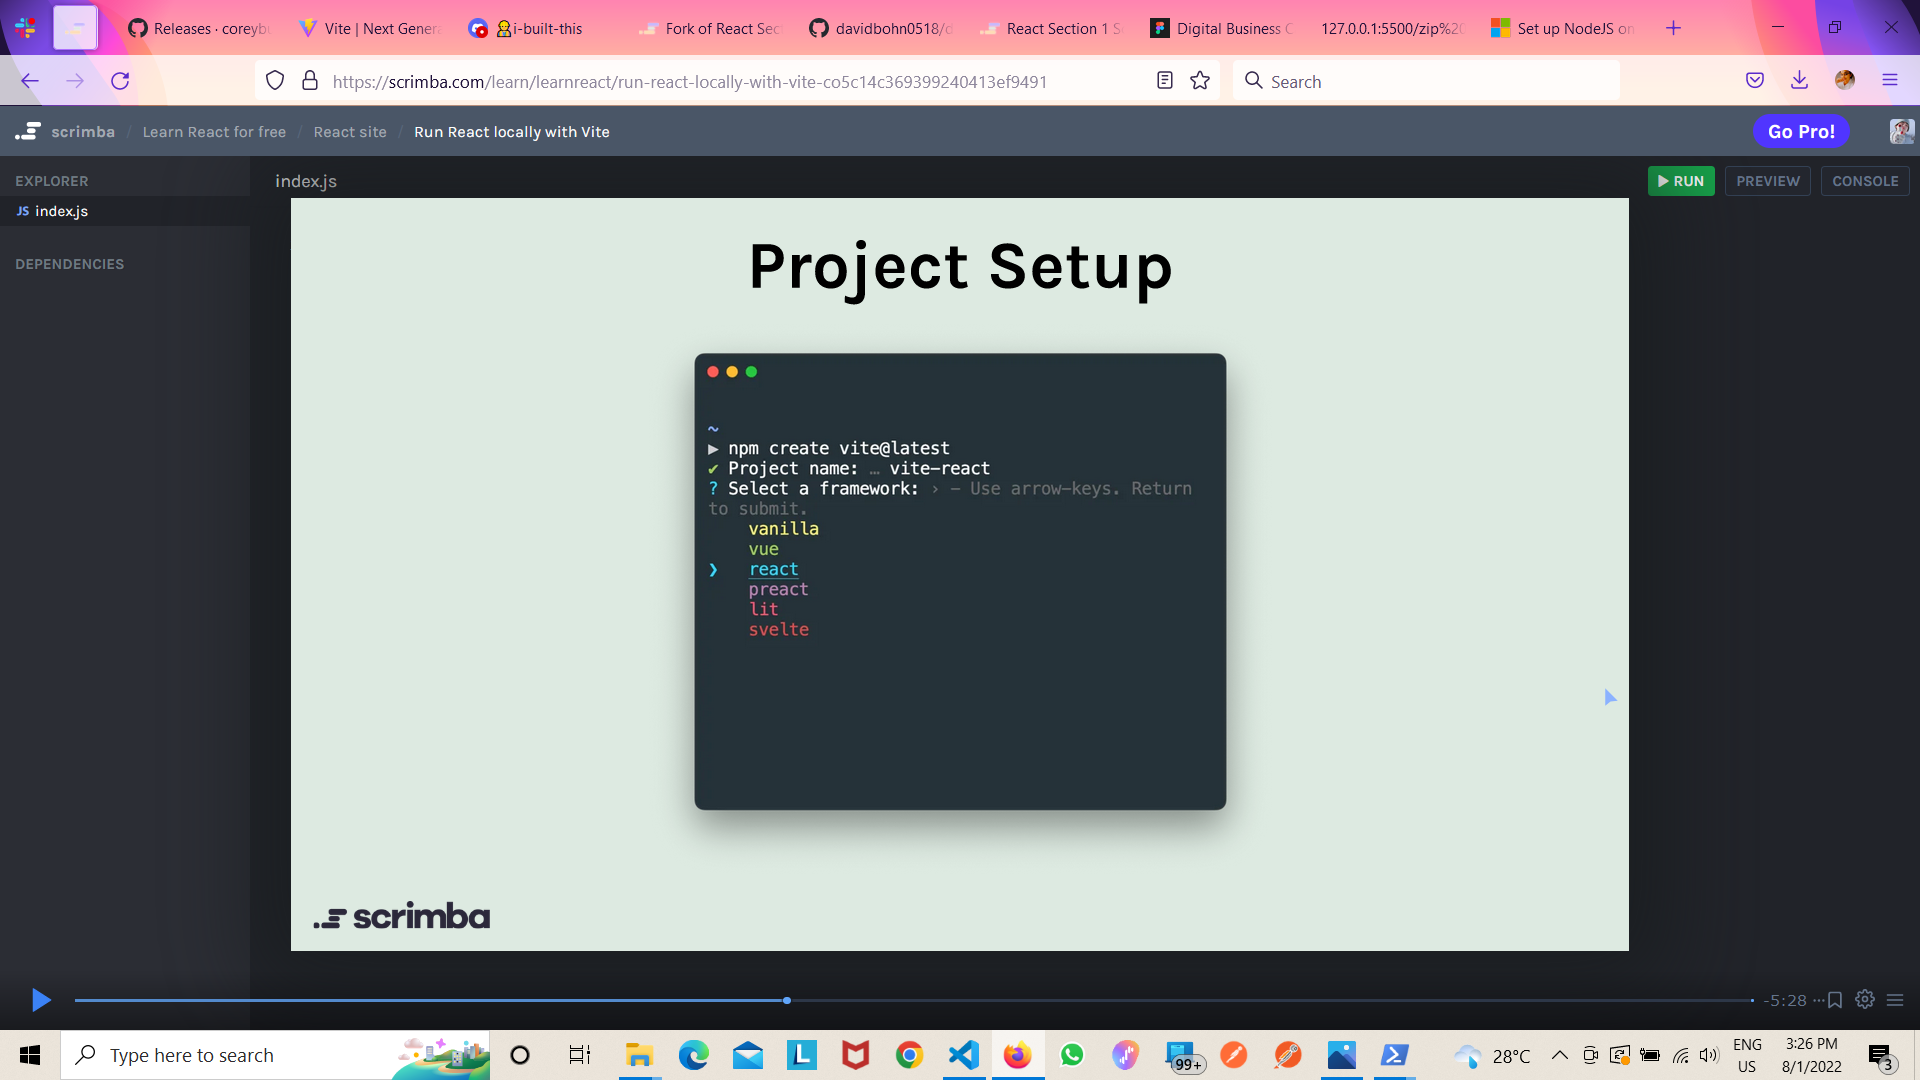 Releases · coreybu
Vite | Next Genera
i-built-this
Fork of React Sec
davidbohn0518/d
React Section 1 S
Digital Business C
127.0.0.1:5500/zip%20
Set up NodeJS on
https://scrimba.com/learn/learnreact/run-react-locally-with-vite-co5c14c369399240413ef9491
Search
scrimba / Learn React for free / React site / Run React locally with Vite
Go Pro!
EXPLORER
JS index.js
DEPENDENCIES
index.js
RUN
PREVIEW
CONSOLE
Project Setup
~
▶ npm create vite@latest
✔ Project name: … vite-react
? Select a framework: › - Use arrow-keys. Return
to submit.
vanilla
vue
❯ react
preact
lit
svelte
scrimba
-5:28
Type here to search
L
99+
28°C
ENG
US
3:26 PM
8/1/2022
3